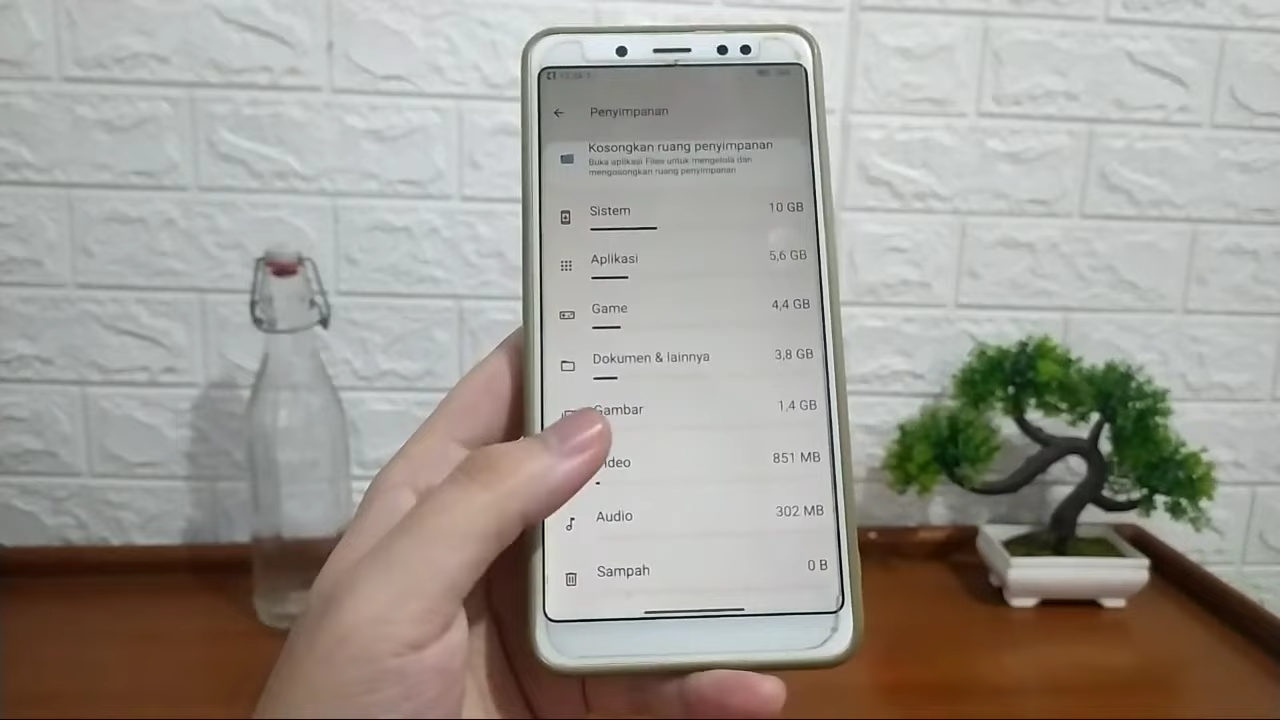 Penyimpanan
Kosongkan ruang penyimpanan
Buka aplikasi Files untuk mengelola dan
mengosongkan ruang penyimpanan
Sistem 10 GB
Aplikasi 5,6 GB
Game 4,4 GB
Dokumen & lainnya 3,8 GB
Gambar 1,4 GB
ideo 851 MB
Audio 302 MB
Sampah 0 B